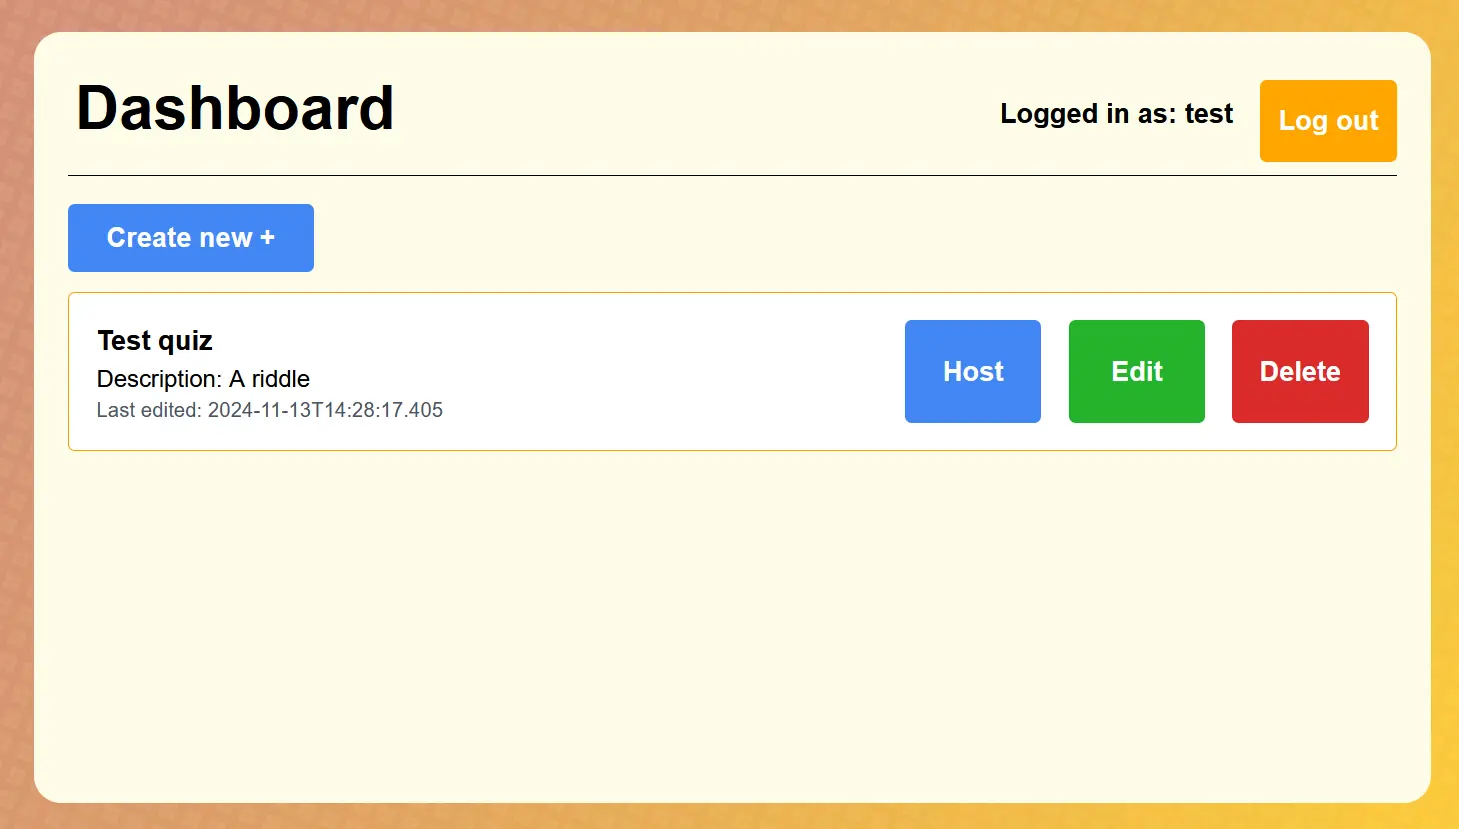 Dashboard
Logged in as: test
Log out
Create new +
Test quiz
Description: A riddle
Last edited: 2024-11-13T14:28:17.405
Host
Edit
Delete